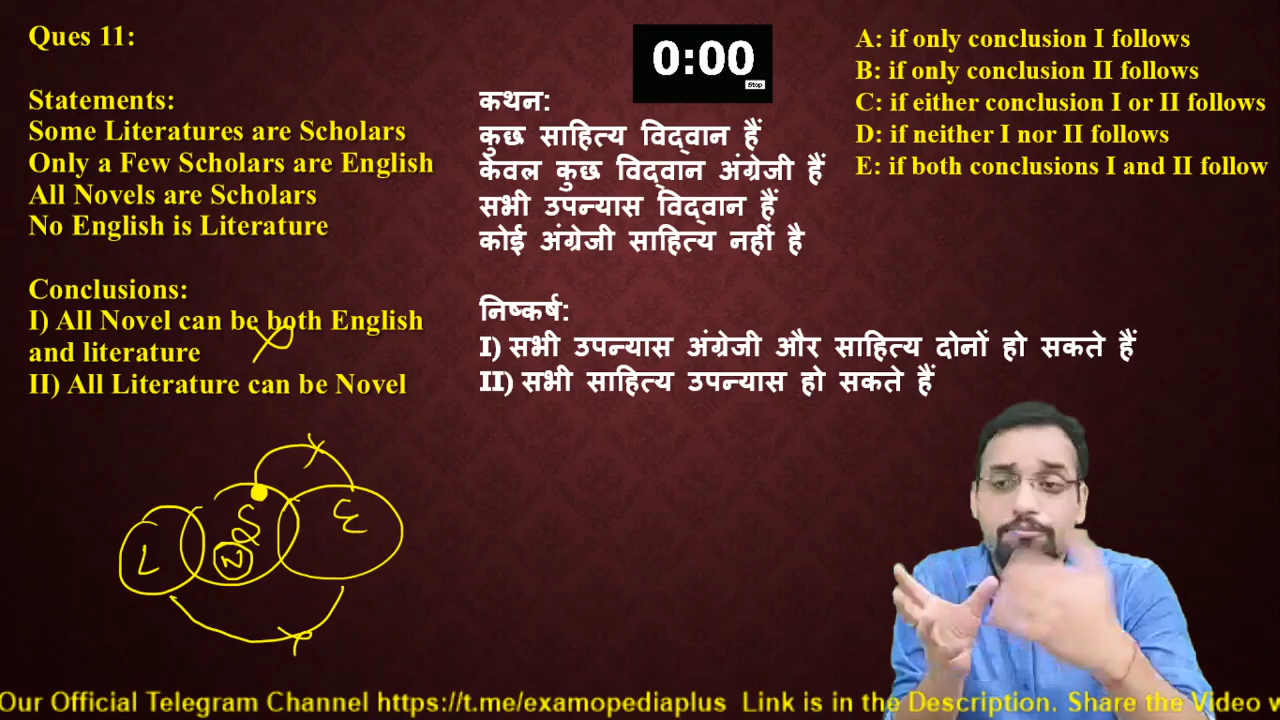 Ques 11:
0:00
Stop
Statements:
Some Literatures are Scholars
Only a Few Scholars are English
All Novels are Scholars
No English is Literature
Conclusions:
I) All Novel can be both English
and literature
II) All Literature can be Novel
कथन:
कुछ साहित्य विद्वान हैं
केवल कुछ विद्वान अंग्रेजी हैं
सभी उपन्यास विद्वान हैं
कोई अंग्रेजी साहित्य नहीं है
निष्कर्ष:
I) सभी उपन्यास अंग्रेजी और साहित्य दोनों हो सकते हैं
II) सभी साहित्य उपन्यास हो सकते हैं
A: if only conclusion I follows
B: if only conclusion II follows
C: if either conclusion I or II follows
D: if neither I nor II follows
E: if both conclusions I and II follow
L
S
N
E
Our Official Telegram Channel https://t.me/examopediaplus Link is in the Description. Share the Video